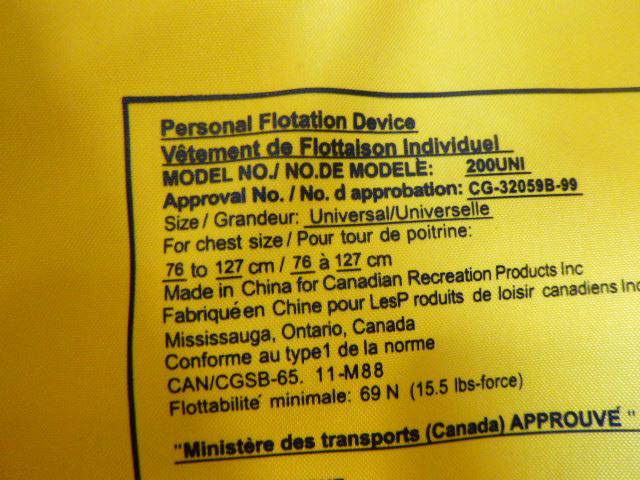 Personal Flotation Device
Vêtement de Flottaison Individuel
MODEL NO./ NO.DE MODELE: 200UNI
Approval No. / No. d approbation: CG-32059B-99
Size / Grandeur: Universal/Universelle
For chest size / Pour tour de poitrine:
76 to 127 cm / 76 à 127 cm
Made in China for Canadian Recreation Products Inc
Fabriqué en Chine pour LesP roduits de loisir canadiens Inc
Mississauga, Ontario, Canada
Conforme au type1 de la norme
CAN/CGSB-65. 11-M88
Flottabilité minimale: 69 N (15.5 lbs-force)
"Ministère des transports (Canada) APPROUVÉ "